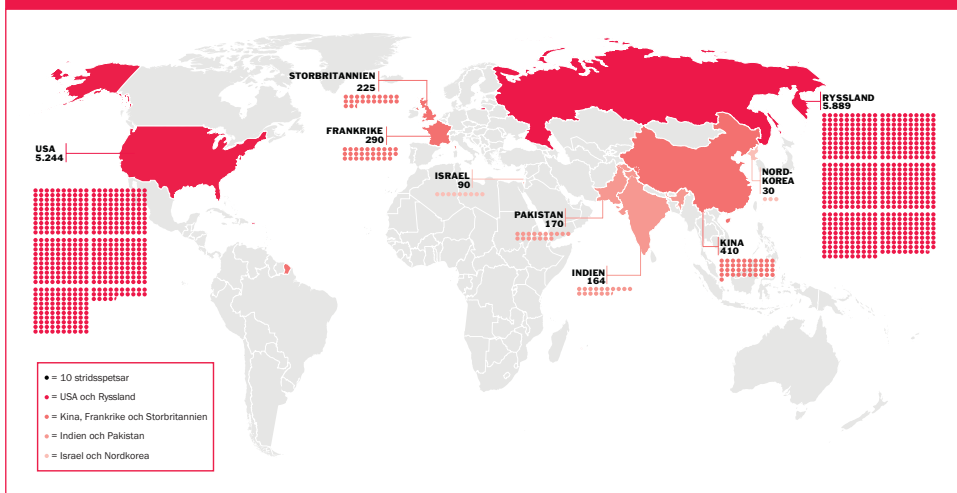 STORBRITANNIEN
225
FRANKRIKE
290
USA
5.244
ISRAEL
90
PAKISTAN
170
INDIEN
164
RYSSLAND
5.889
NORD-
KOREA
30
KINA
410
= 10 stridsspetsar
= USA och Ryssland
= Kina, Frankrike och Storbritannien
= Indien och Pakistan
= Israel och Nordkorea